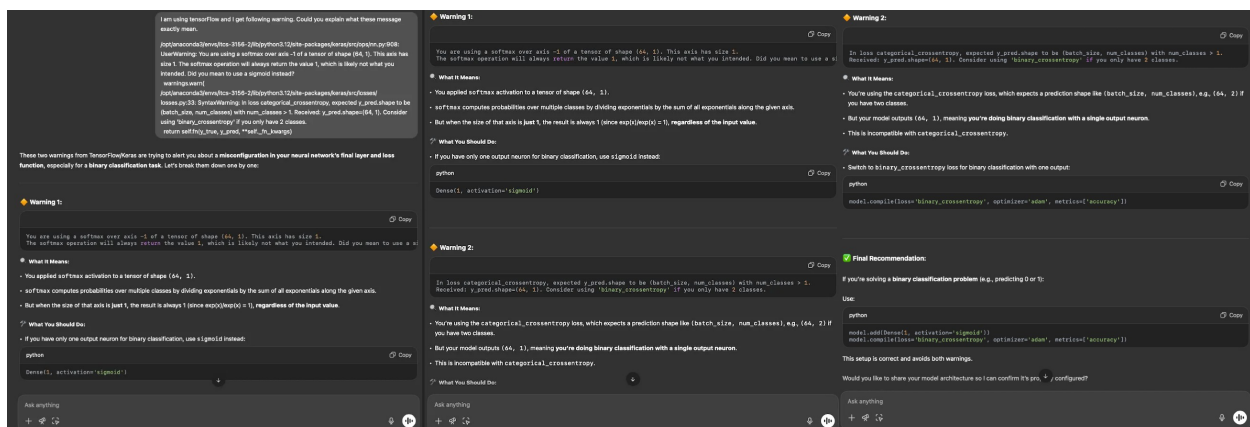 I am using tensorFlow and I get following warning. Could you explain what these message
exactly mean.
/opt/anaconda3/envs/itcs-3156-2/lib/python3.12/site-packages/keras/src/ops/nn.py:908:
UserWarning: You are using a softmax over axis -1 of a tensor of shape (64, 1). This axis has
size 1. The softmax operation will always return the value 1, which is likely not what you
intended. Did you mean to use a sigmoid instead?
warnings.warn(
/opt/anaconda3/envs/itcs-3156-2/lib/python3.12/site-packages/keras/src/losses/
losses.py:33: SyntaxWarning: In loss categorical_crossentropy, expected y_pred.shape to be
(batch_size, num_classes) with num_classes > 1. Received: y_pred.shape=(64, 1). Consider
using 'binary_crossentropy' if you only have 2 classes.
return self.fn(y_true, y_pred, **self._fn_kwargs)
These two warnings from TensorFlow/Keras are trying to alert you about a misconfiguration in your neural network's final layer and loss
function, especially for a binary classification task. Let's break them down one by one:
Warning 1:
Copy
You are using a softmax over axis -1 of a tensor of shape (64, 1). This axis has size 1.
The softmax operation will always return the value 1, which is likely not what you intended. Did you mean to use a si
What It Means:
• You applied softmax activation to a tensor of shape (64, 1).
• softmax computes probabilities over multiple classes by dividing exponentials by the sum of all exponentials along the given axis.
• But when the size of that axis is just 1, the result is always 1 (since exp(x)/exp(x) = 1), regardless of the input value.
What You Should Do:
• If you have only one output neuron for binary classification, use sigmoid instead:
python
Copy
Dense(1, activation='sigmoid')
Ask anything
Warning 1:
Copy
You are using a softmax over axis -1 of a tensor of shape (64, 1). This axis has size 1.
The softmax operation will always return the value 1, which is likely not what you intended. Did you mean to use a si
What It Means:
• You applied softmax activation to a tensor of shape (64, 1).
• softmax computes probabilities over multiple classes by dividing exponentials by the sum of all exponentials along the given axis.
• But when the size of that axis is just 1, the result is always 1 (since exp(x)/exp(x) = 1), regardless of the input value.
What You Should Do:
• If you have only one output neuron for binary classification, use sigmoid instead:
python
Copy
Dense(1, activation='sigmoid')
Warning 2:
Copy
In loss categorical_crossentropy, expected y_pred.shape to be (batch_size, num_classes) with num_classes > 1.
Received: y_pred.shape=(64, 1). Consider using 'binary_crossentropy' if you only have 2 classes.
What It Means:
• You're using the categorical_crossentropy loss, which expects a prediction shape like (batch_size, num_classes), e.g., (64, 2) if
you have two classes.
• But your model outputs (64, 1), meaning you're doing binary classification with a single output neuron.
• This is incompatible with categorical_crossentropy.
What You Should Do:
Ask anything
Warning 2:
Copy
In loss categorical_crossentropy, expected y_pred.shape to be (batch_size, num_classes) with num_classes > 1.
Received: y_pred.shape=(64, 1). Consider using 'binary_crossentropy' if you only have 2 classes.
What It Means:
• You're using the categorical_crossentropy loss, which expects a prediction shape like (batch_size, num_classes), e.g., (64, 2) if
you have two classes.
• But your model outputs (64, 1), meaning you're doing binary classification with a single output neuron.
• This is incompatible with categorical_crossentropy.
What You Should Do:
• Switch to binary_crossentropy loss for binary classification with one output:
python
Copy
model.compile(loss='binary_crossentropy', optimizer='adam', metrics=['accuracy'])
Final Recommendation:
If you're solving a binary classification problem (e.g., predicting 0 or 1):
Use:
python
Copy
model.add(Dense(1, activation='sigmoid'))
model.compile(loss='binary_crossentropy', optimizer='adam', metrics=['accuracy'])
This setup is correct and avoids both warnings.
Would you like to share your model architecture so I can confirm it's configured?
Ask anything